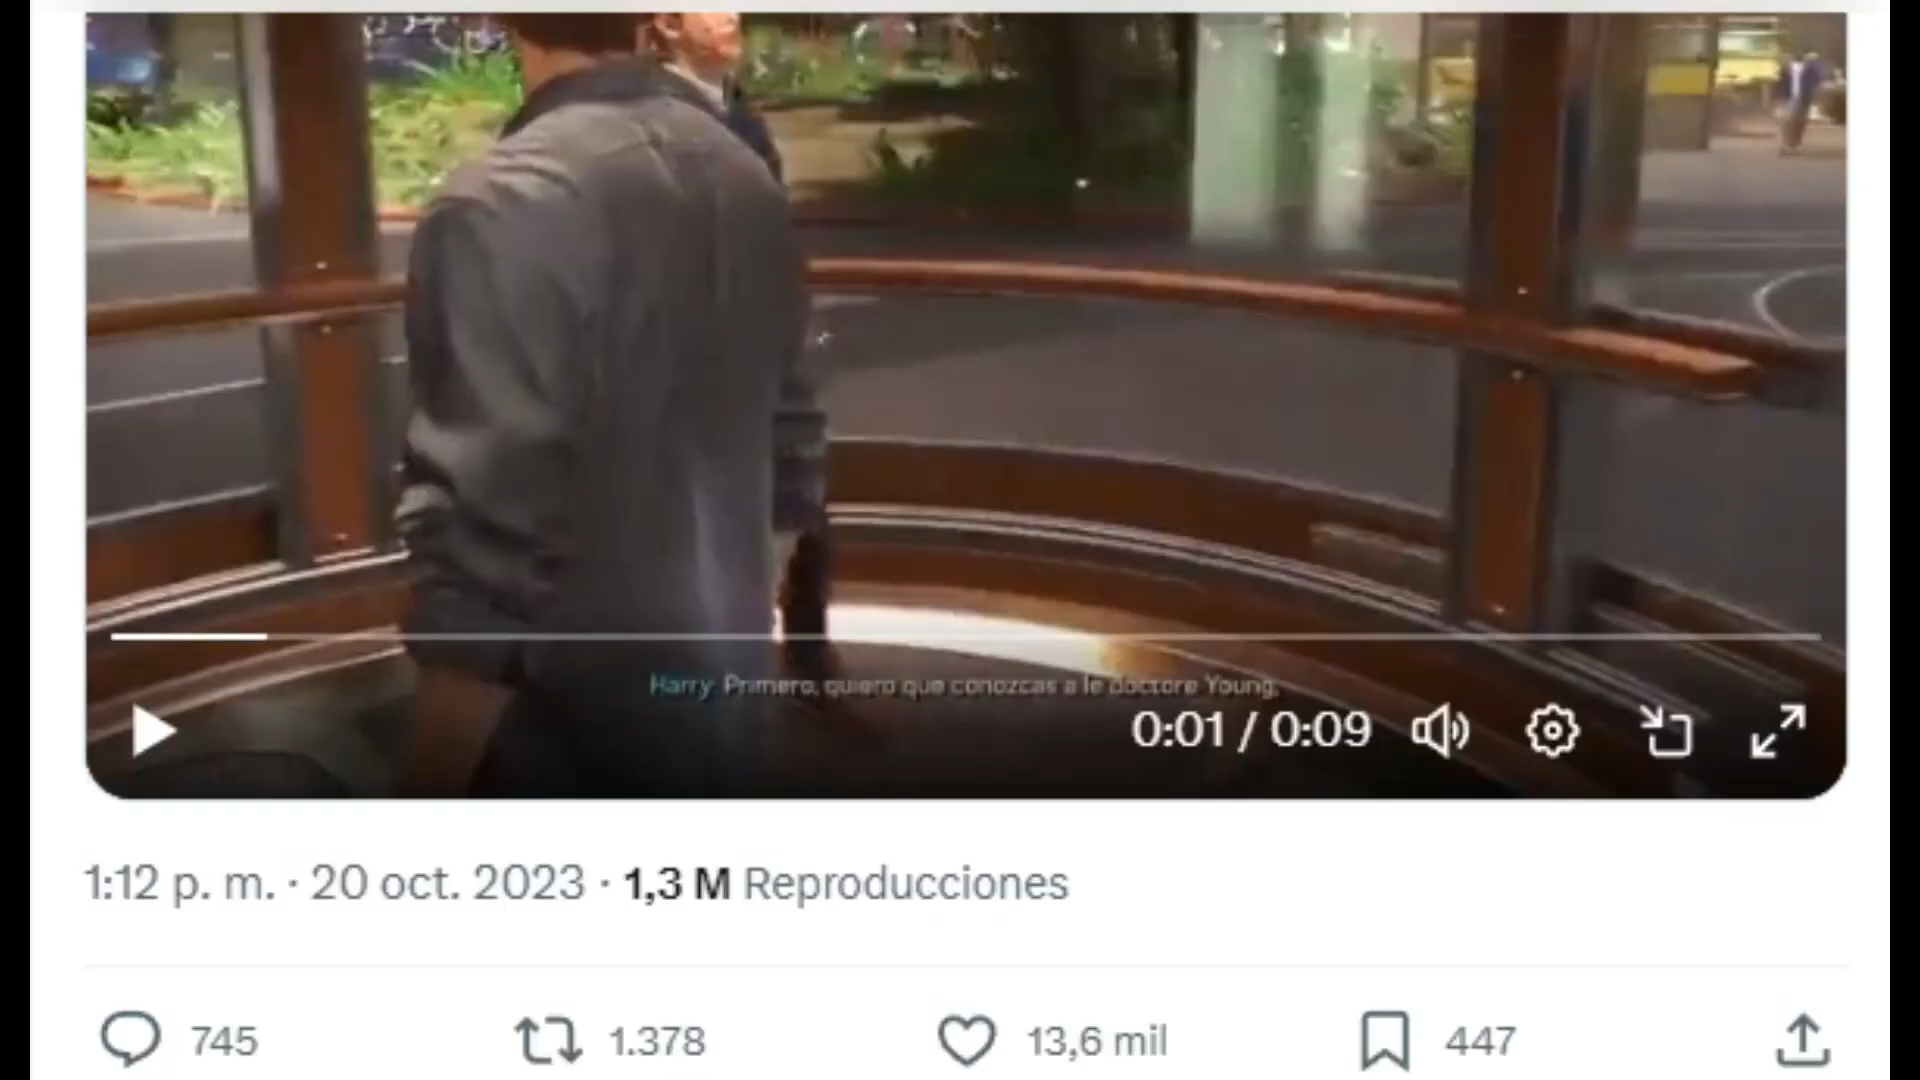 Harry: Primero, quiero que conozcas a le doctore Young,
0:01 / 0:09
1:12 p. m. · 20 oct. 2023 · 1,3 M Reproducciones
745 1.378 13,6 mil 447